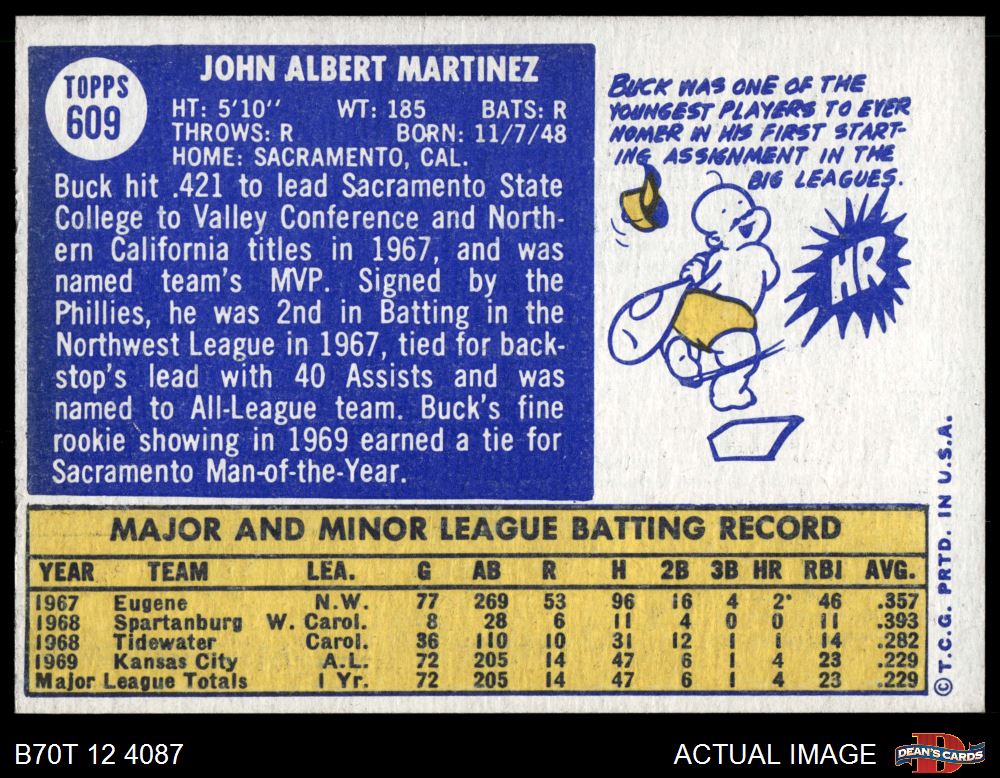 TOPPS
609
JOHN ALBERT MARTINEZ
HT: 5'10'' WT: 185 BATS: R
THROWS: R BORN: 11/7/48
HOME: SACRAMENTO, CAL.
Buck hit .421 to lead Sacramento State
College to Valley Conference and North-
ern California titles in 1967, and was
named team's MVP. Signed by the
Phillies, he was 2nd in Batting in the
Northwest League in 1967, tied for back-
stop's lead with 40 Assists and was
named to All-League team. Buck's fine
rookie showing in 1969 earned a tie for
Sacramento Man-of-the-Year.
BUCK WAS ONE OF THE
YOUNGEST PLAYERS TO EVER
HOMER IN HIS FIRST START-
ING ASSIGNMENT IN THE
BIG LEAGUES.
HR
MAJOR AND MINOR LEAGUE BATTING RECORD
YEAR TEAM LEA. G AB R H 2B 3B HR RBI AVG.
1967 Eugene N.W. 77 269 53 96 16 4 2* 46 .357
1968 Spartanburg W. Carol. 8 28 6 11 4 0 0 11 .393
1968 Tidewater Carol. 36 110 10 31 12 1 1 14 .282
1969 Kansas City A.L. 72 205 14 47 6 1 4 23 .229
Major League Totals 1 Yr. 72 205 14 47 6 1 4 23 .229
© T.C.G. PRTD. IN U.S.A.
B70T 12 4087
ACTUAL IMAGE
D
DEAN'S CARDS